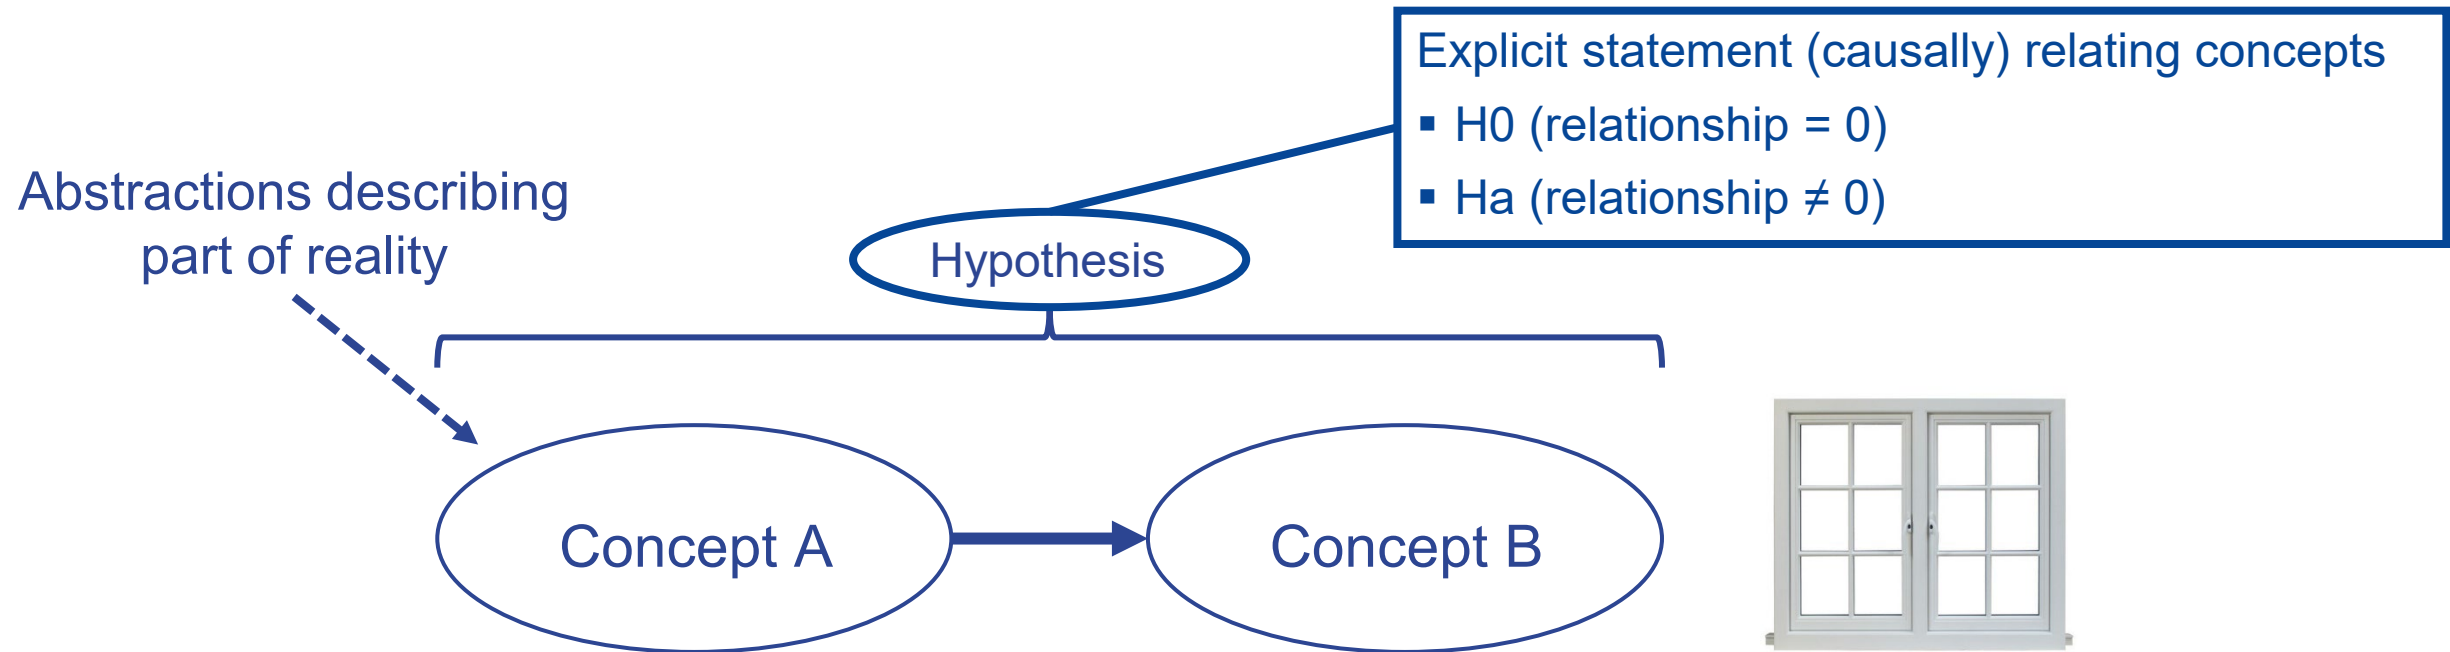 Explicit statement (causally) relating concepts
▪ H0 (relationship = 0)
▪ Ha (relationship ≠ 0)
Abstractions describing
part of reality
Hypothesis
Concept A
Concept B